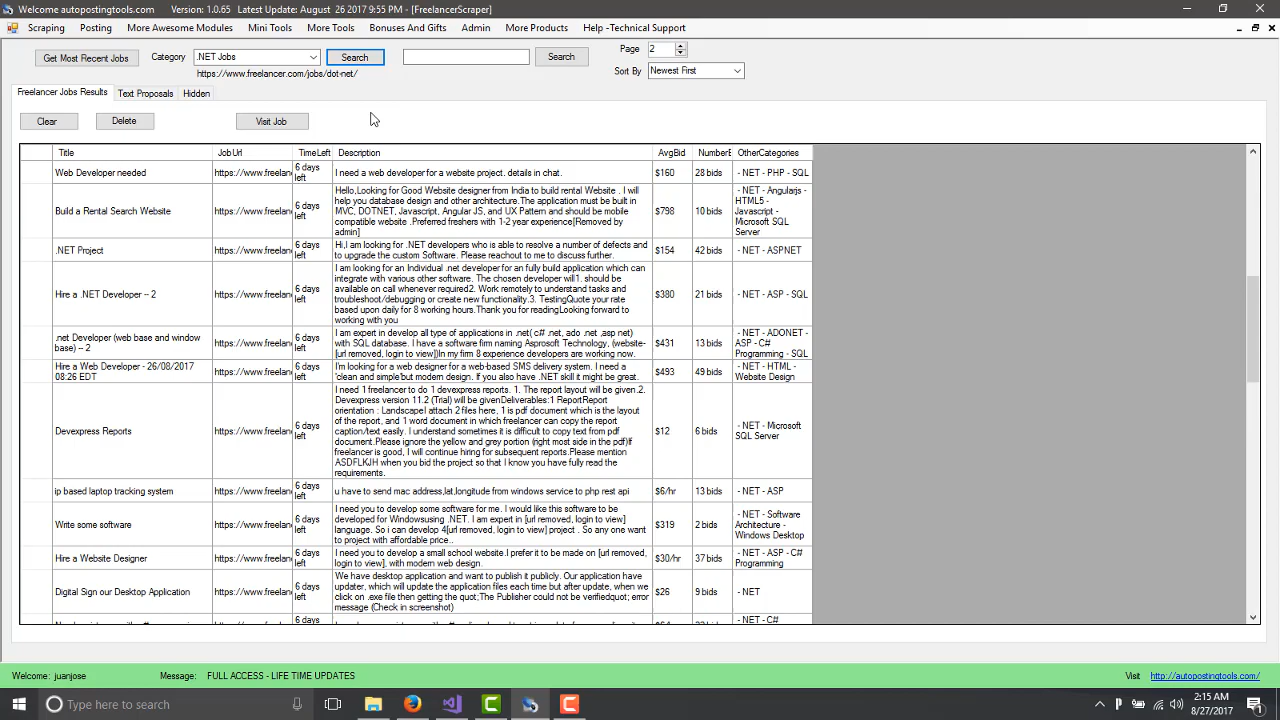 Welcome autopostingtools.com Version: 1.0.65 Latest Update: August 26 2017 9:55 PM - [FreelancerScraper]
Scraping Posting More Awesome Modules Mini Tools More Tools Bonuses And Gifts Admin More Products Help -Technical Support
Get Most Recent Jobs Category .NET Jobs Search Search Page 2
https://www.freelancer.com/jobs/dot-net/ Sort By Newest First
Freelancer Jobs Results Text Proposals Hidden
Clear Delete Visit Job
Title JobUrl TimeLeft Description AvgBid NumberE OtherCategories
Web Developer needed https://www.freelan 6 days left I need a web developer for a website project. details in chat. $160 28 bids - NET - PHP - SQL
Build a Rental Search Website https://www.freelan 6 days left
Hello,Looking for Good Website designer from India to build rental Website . I will
help you database design and other architecture.The application must be built in
MVC, DOTNET, Javascript, Angular JS, and UX Pattern and should be mobile
compatible website .Preferred freshers with 1-2 year experience[Removed by
admin]
$798 10 bids
- NET - Angularjs -
HTML5 -
Javascript -
Microsoft SQL
Server
.NET Project https://www.freelan 6 days left
Hi,I am looking for .NET developers who is able to resolve a number of defects and
to upgrade the custom Software. Please reachout to me to discuss further.
$154 42 bids - NET - ASPNET
Hire a .NET Developer -- 2 https://www.freelan 6 days left
I am looking for an Individual .net developer for an fully build application which can
integrate with various other software. The chosen developer will1. should be
available on call whenever required2. Work remotely to understand tasks and
troubleshoot/debugging or create new functionality.3. TestingQuote your rate
based upon daily for 8 working hours.Thank you for readingLooking forward to
working with you
$380 21 bids - NET - ASP - SQL
.net Developer (web base and window
base) -- 2
https://www.freelan 6 days left
I am expert in develop all type of applications in .net( c# .net, ado .net ,asp net)
with SQL database. I have a software firm naming Asprosoft Technology, (website-
[url removed, login to view])In my firm 8 experience developers are working now.
$431 13 bids
- NET - ADONET -
ASP - C#
Programming - SQL
Hire a Web Developer - 26/08/2017
08:26 EDT
https://www.freelan 6 days left
I'm looking for a web designer for a web-based SMS delivery system. I need a
'clean and simple'but modern design. If you also have .NET skill it might be great.
$493 49 bids
- NET - HTML -
Website Design
Devexpress Reports https://www.freelan 6 days left
I need 1 freelancer to do 1 devexpress reports. 1. The report layout will be given.2.
Devexpress version 11.2 (Trial) will be givenDeliverables:1 ReportReport
orientation : LandscapeI attach 2 files here, 1 is pdf document which is the layout
of the report, and 1 word document in which freelancer can copy the report
caption/text easily. I understand sometimes it is difficult to copy text from pdf
document.Please ignore the yellow and grey portion (right most side in the pdf)If
freelancer is good, I will continue hiring for subsequent reports.Please mention
ASDFLKJH when you bid the project so that I know you have fully read the
requirements.
$12 6 bids
- NET - Microsoft
SQL Server
ip based laptop tracking system https://www.freelan 6 days left u have to send mac address,lat,longitude from windows service to php rest api $6/hr 13 bids - NET - ASP
Write some software https://www.freelan 6 days left
I need you to develop some software for me. I would like this software to be
developed for Windowsusing .NET. I am expert in [url removed, login to view]
language. So i can develop 4[url removed, login to view] project . So any one want
to project with affordable price..
$319 2 bids
- NET - Software
Architecture -
Windows Desktop
Hire a Website Designer https://www.freelan 6 days left
I need you to develop a small school website.I prefer it to be made on [url removed,
login to view], with modern web design.
$30/hr 37 bids
- NET - ASP - C#
Programming
Digital Sign our Desktop Application https://www.freelan 6 days left
We have desktop application and want to publish it publicly. Our application have
updater, which will update the application files each time but after update, when we
click on .exe file then getting the quot;The Publisher could not be verifiedquot; error
message (Check in screenshot)
$26 9 bids - NET
- NET - C#
Welcome: juanjose Message: FULL ACCESS - LIFE TIME UPDATES Visit http://autopostingtools.com/
Type here to search
2:15 AM
8/27/2017